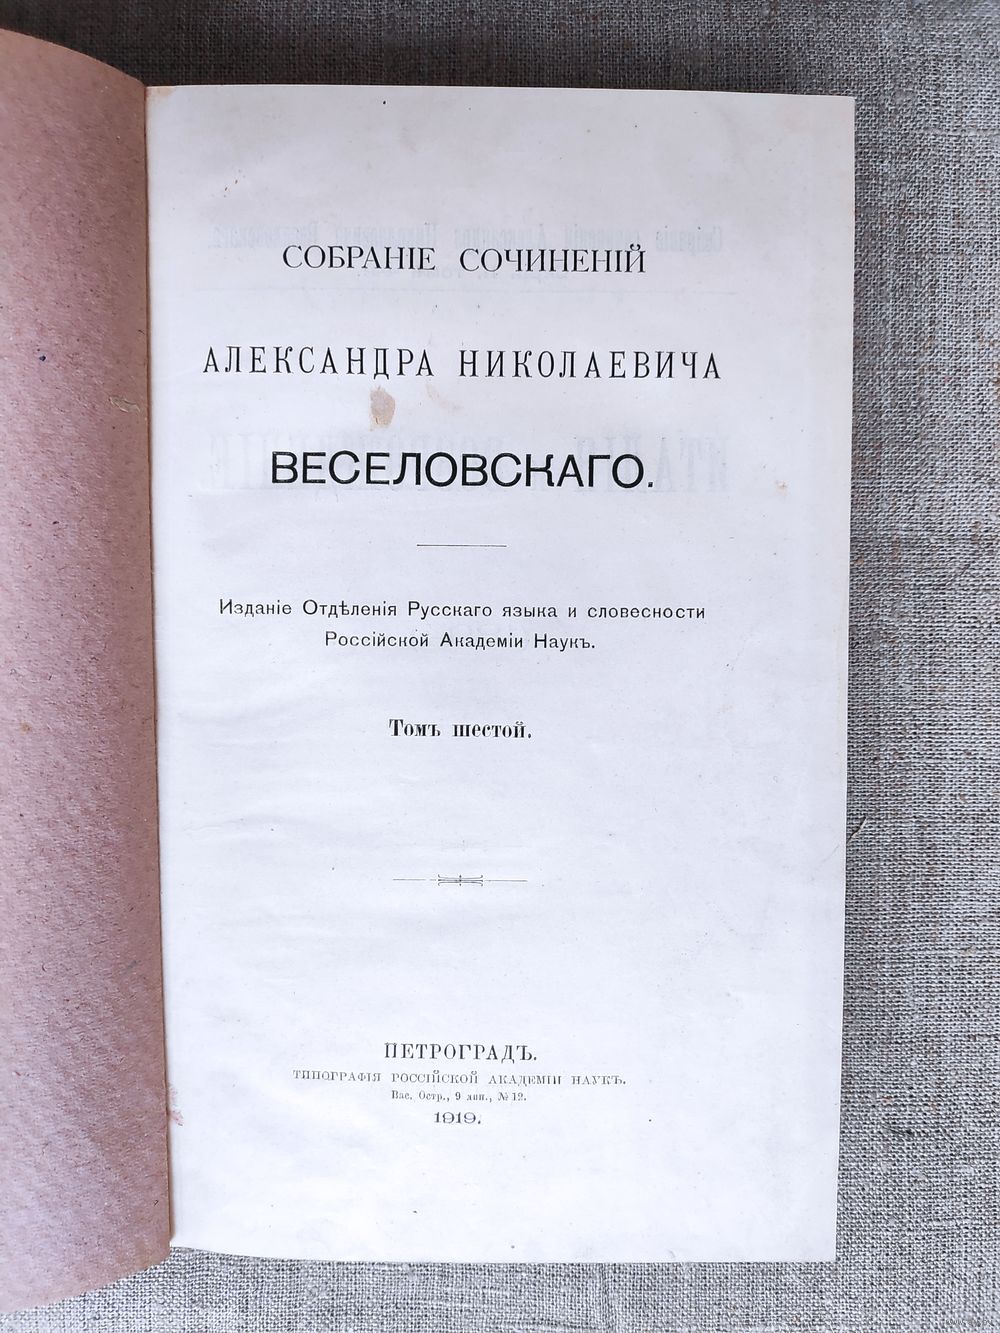 СОБРАНІЕ СОЧИНЕНІЙ
АЛЕКСАНДРА НИКОЛАЕВИЧА
ВЕСЕЛОВСКАГО.
Изданіе Отдѣленія Русскаго языка и словесности
Россійской Академіи Наукъ.
Томъ шестой.
ПЕТРОГРАДЪ.
ТИПОГРАФІЯ РОССІЙСКОЙ АКАДЕМІИ НАУКЪ.
Вас. Остр., 9 лин., № 12.
1919.